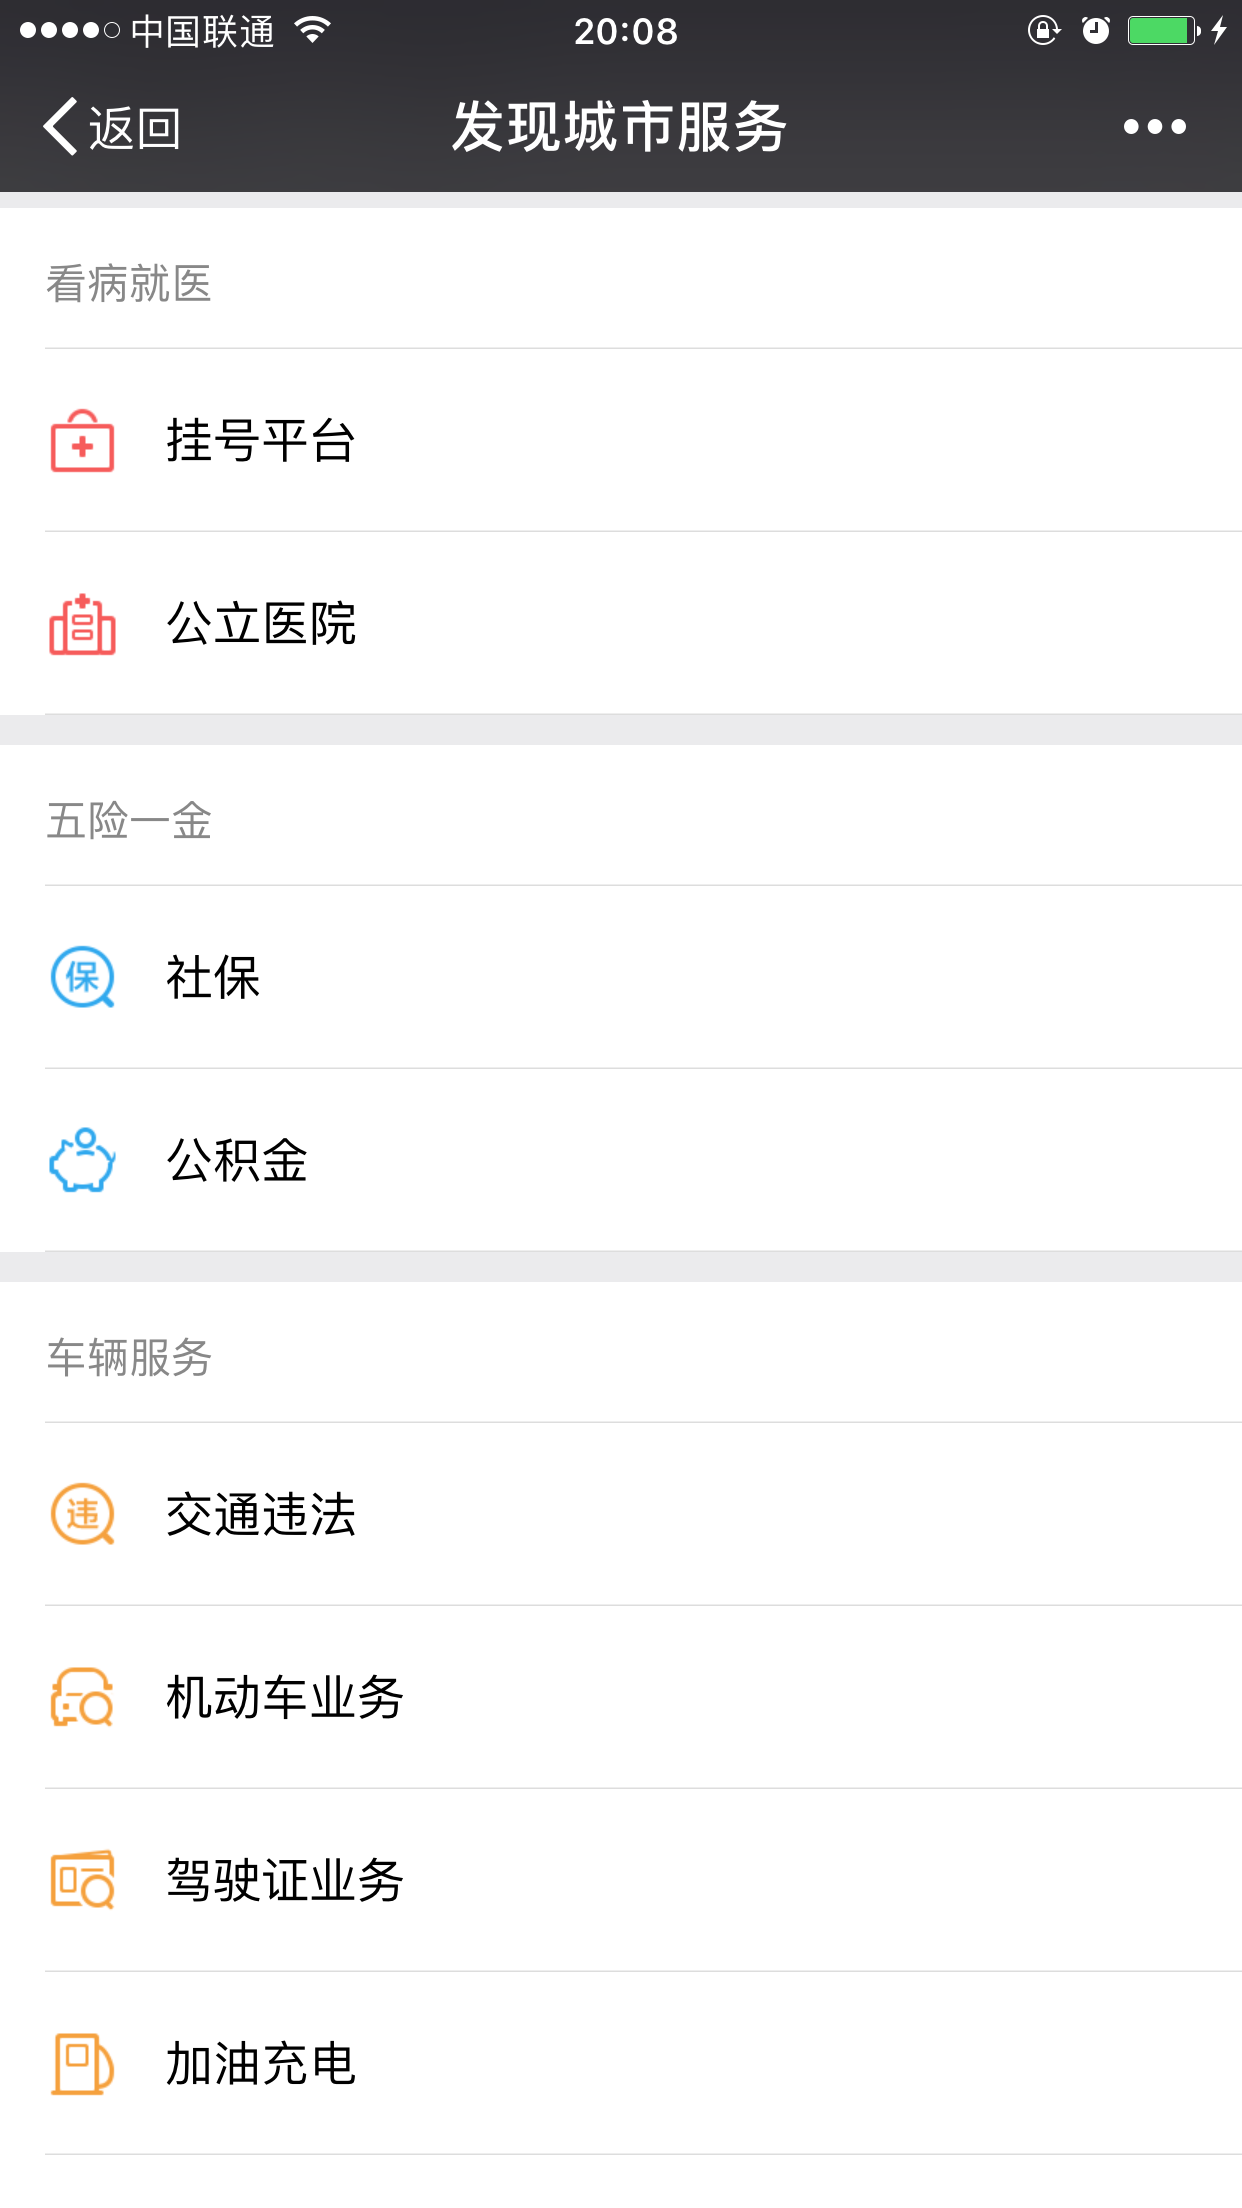 中国联通
20:08
返回
发现城市服务
看病就医
挂号平台
公立医院
五险一金
保
社保
公积金
车辆服务
违
交通违法
机动车业务
驾驶证业务
加油充电